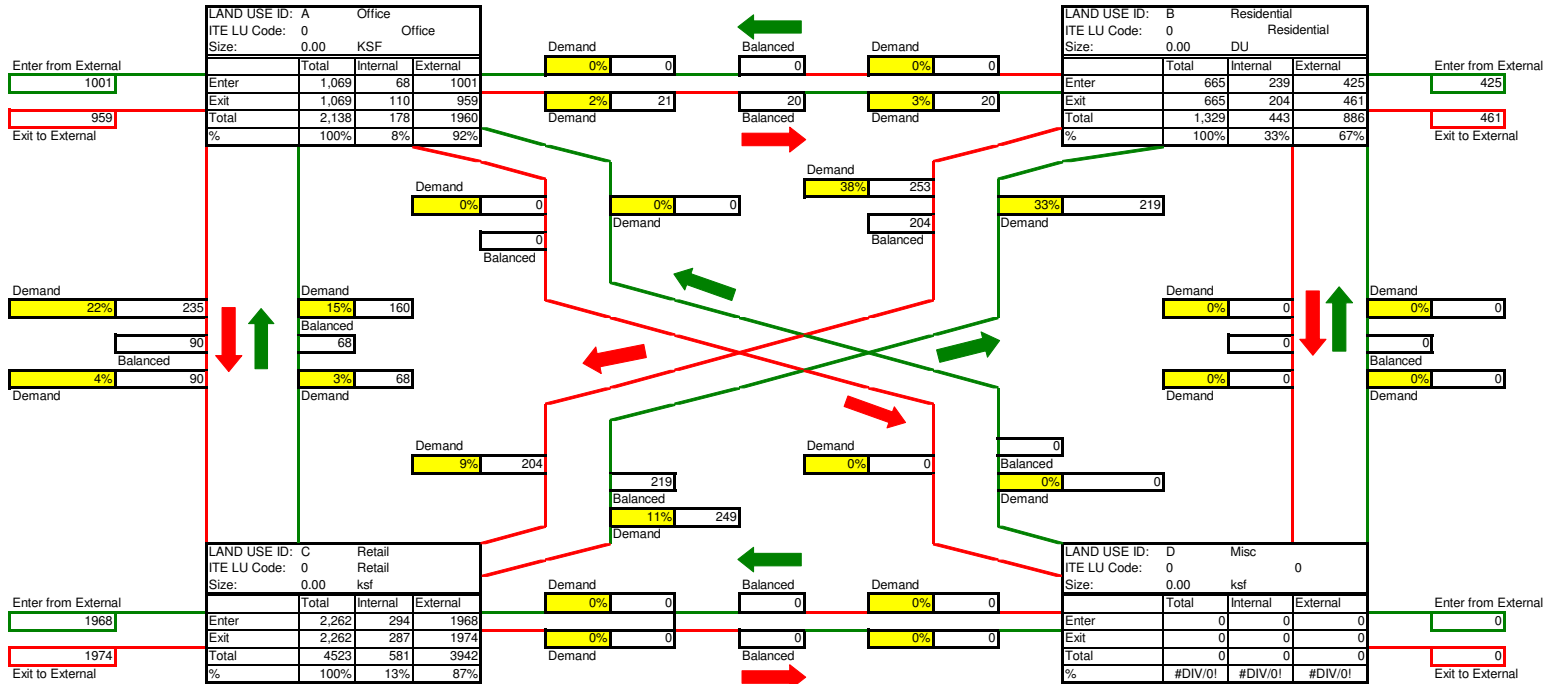 LAND USE ID: A Office
ITE LU Code: 0 Office
Size: 0.00 KSF
Total Internal External
Enter 1,069 68 1001
Exit 1,069 110 959
Total 2,138 178 1960
% 100% 8% 92%
Enter from External
1001
959
Exit to External
Demand Balanced Demand
0% 0 0 0% 0
2% 21 20 3% 20
Demand Balanced Demand
LAND USE ID: B Residential
ITE LU Code: 0 Residential
Size: 0.00 DU
Total Internal External
Enter 665 239 425
Exit 665 204 461
Total 1,329 443 886
% 100% 33% 67%
Enter from External
425
461
Exit to External
Demand
0% 0
0
Balanced
0% 0
Demand
Demand
38% 253
204
Balanced
33% 219
Demand
Demand
22% 235
90
Balanced
4% 90
Demand
Demand
15% 160
Balanced
68
3% 68
Demand
Demand
0% 0
0
0% 0
Demand
Demand
0% 0
0
Balanced
0% 0
Demand
Demand
9% 204
219
Balanced
11% 249
Demand
Demand
0% 0
0
Balanced
0% 0
Demand
LAND USE ID: C Retail
ITE LU Code: 0 Retail
Size: 0.00 ksf
Total Internal External
Enter 2,262 294 1968
Exit 2,262 287 1974
Total 4523 581 3942
% 100% 13% 87%
Enter from External
1968
1974
Exit to External
Demand Balanced Demand
0% 0 0 0% 0
0% 0 0 0% 0
Demand Balanced Demand
LAND USE ID: D Misc
ITE LU Code: 0 0
Size: 0.00 ksf
Total Internal External
Enter 0 0 0
Exit 0 0 0
Total 0 0 0
% #DIV/0! #DIV/0! #DIV/0!
Enter from External
0
0
Exit to External